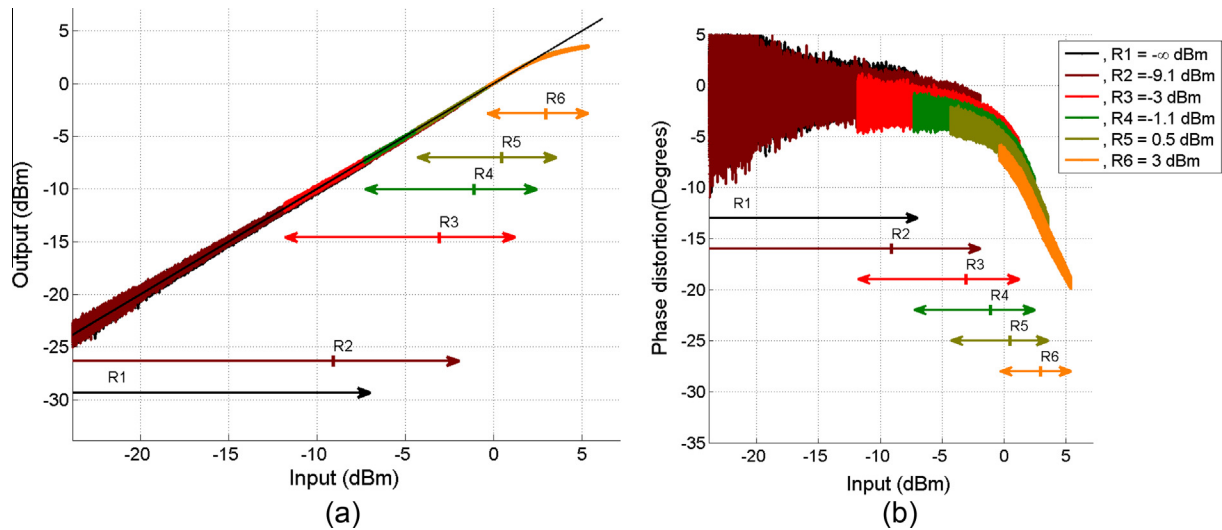 5
0
-5
-10
-15
-20
-25
-30
Output (dBm)
R6
R5
R4
R3
R2
R1
-20 -15 -10 -5 0 5
Input (dBm)
(a)
5
0
-5
-10
-15
-20
-25
-30
-35
Phase distortion(Degrees)
R1
R2
R3
R4
R5
R6
-20 -15 -10 -5 0 5
Input (dBm)
(b)
, R1 = -∞ dBm
, R2 =-9.1 dBm
, R3 =-3 dBm
, R4 =-1.1 dBm
, R5 = 0.5 dBm
, R6 = 3 dBm